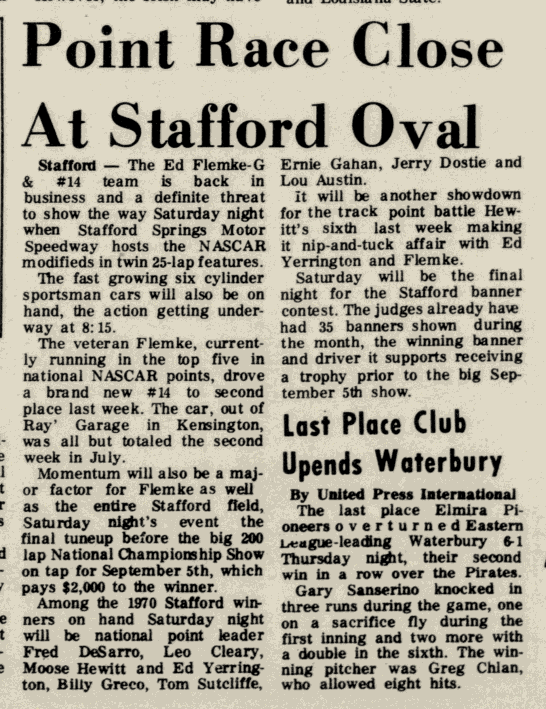 Point Race Close
At Stafford Oval
Stafford — The Ed Flemke-G
& #14 team is back in
business and a definite threat
to show the way Saturday night
when Stafford Springs Motor
Speedway hosts the NASCAR
modifieds in twin 25-lap features.
The fast growing six cylinder
sportsman cars will also be on
hand, the action getting under-
way at 8:15.
The veteran Flemke, current-
ly running in the top five in
national NASCAR points, drove
a brand new #14 to second
place last week. The car, out of
Ray' Garage in Kensington,
was all but totaled the second
week in July.
Momentum will also be a maj-
or factor for Flemke as well
as the entire Stafford field,
Saturday night's event the
final tuneup before the big 200
lap National Championship Show
on tap for September 5th, which
pays $2,000 to the winner.
Among the 1970 Stafford win-
ners on hand Saturday night
will be national point leader
Fred DeSarro, Leo Cleary,
Moose Hewitt and Ed Yerring-
ton, Billy Greco, Tom Sutcliffe,
Ernie Gahan, Jerry Dostie and
Lou Austin.
It will be another showdown
for the track point battle Hew-
itt's sixth last week making
it nip-and-tuck affair with Ed
Yerrington and Flemke.
Saturday will be the final
night for the Stafford banner
contest. The judges already have
had 35 banners shown during
the month, the winning banner
and driver it supports receiving
a trophy prior to the big Sep-
tember 5th show.
Last Place Club
Upends Waterbury
By United Press International
The last place Elmira Pi-
oneers overturned Eastern
League-leading Waterbury 6-1
Thursday night, their second
win in a row over the Pirates.
Gary Sanserino knocked in
three runs during the game, one
on a sacrifice fly during the
first inning and two more with
a double in the sixth. The win-
ning pitcher was Greg Chlan,
who allowed eight hits.